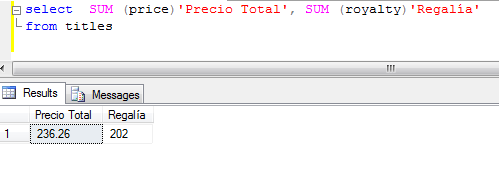 select SUM (price)'Precio Total', SUM (royalty)'Regalía'
from titles
Results Messages
Precio Total Regalía
1 236.26 202